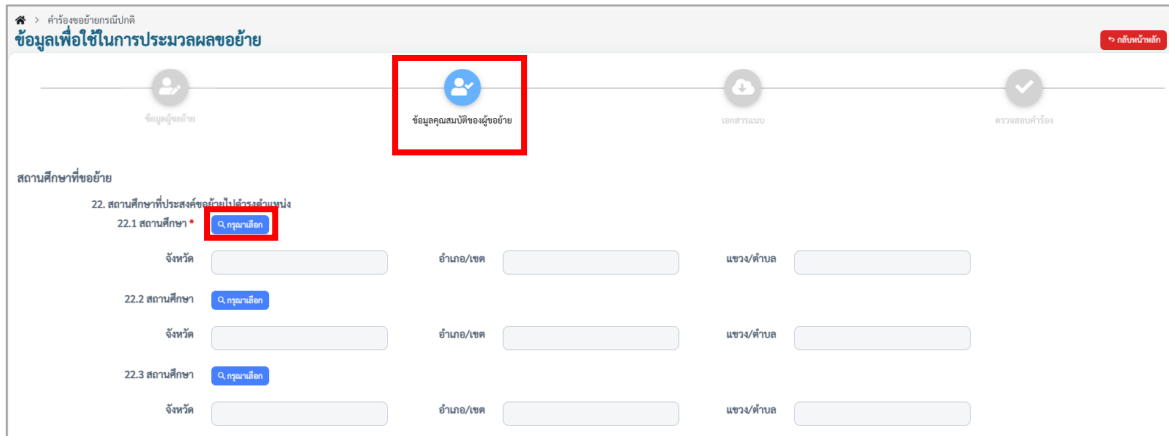 > คำร้องขอย้ายกรณีปกติ
ข้อมูลเพื่อใช้ในการประมวลผลขอย้าย
กลับหน้าหลัก
ข้อมูลผู้ขอย้าย
ข้อมูลคุณสมบัติของผู้ขอย้าย
เอกสารแนบ
ตรวจสอบคำร้อง
สถานศึกษาที่ขอย้าย
22. สถานศึกษาที่ประสงค์ขอย้ายไปดำรงตำแหน่ง
22.1 สถานศึกษา * กรุณาเลือก
จังหวัด อำเภอ/เขต แขวง/ตำบล
22.2 สถานศึกษา กรุณาเลือก
จังหวัด อำเภอ/เขต แขวง/ตำบล
22.3 สถานศึกษา กรุณาเลือก
จังหวัด อำเภอ/เขต แขวง/ตำบล